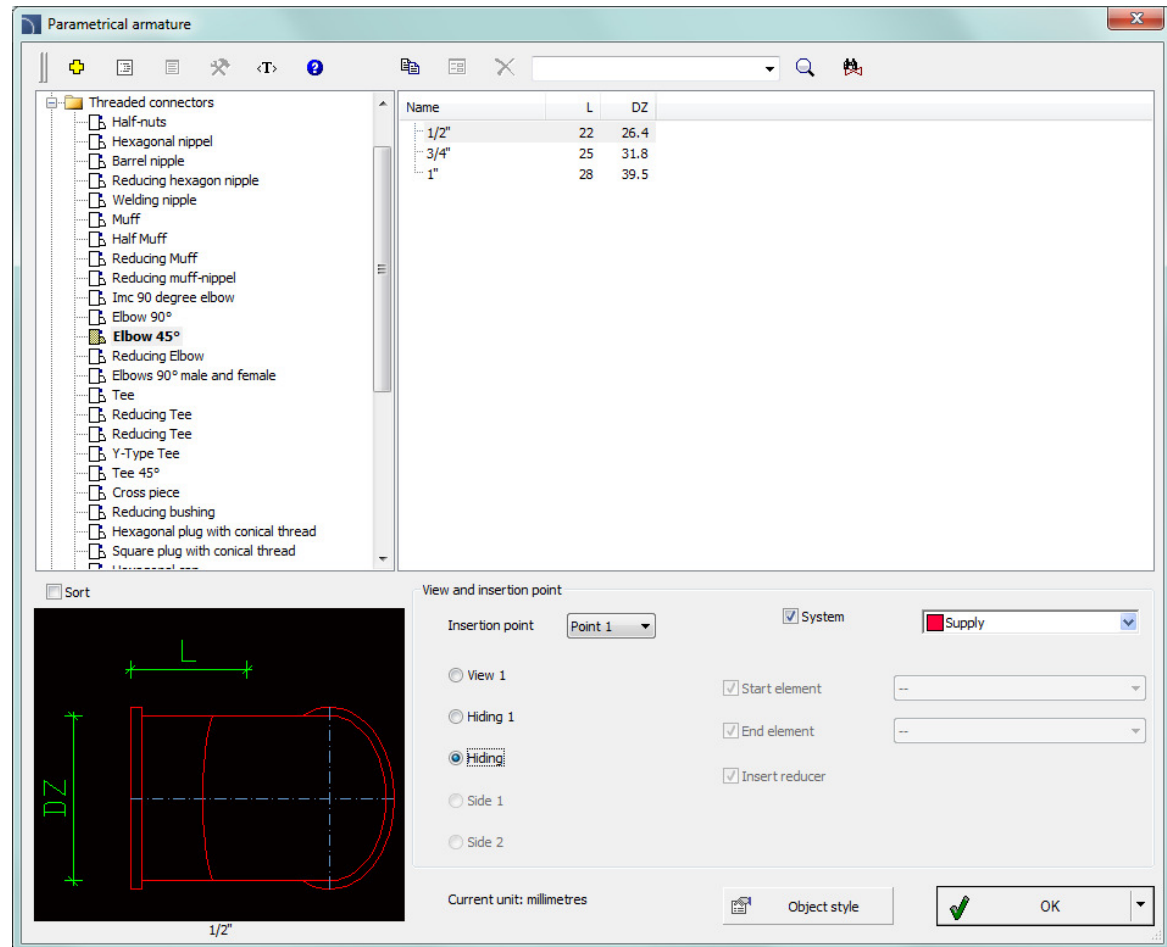 Parametrical armature
x
‹T›
?
Threaded connectors
Half-nuts
Hexagonal nippel
Barrel nipple
Reducing hexagon nipple
Welding nipple
Muff
Half Muff
Reducing Muff
Reducing muff-nippel
Imc 90 degree elbow
Elbow 90°
Elbow 45°
Reducing Elbow
Elbows 90° male and female
Tee
Reducing Tee
Reducing Tee
Y-Type Tee
Tee 45°
Cross piece
Reducing bushing
Hexagonal plug with conical thread
Square plug with conical thread
Name L DZ
1/2" 22 26.4
3/4" 25 31.8
1" 28 39.5
Sort
L
DZ
1/2"
View and insertion point
Insertion point Point 1
System Supply
View 1
Hiding 1
Hiding
Side 1
Side 2
Start element --
End element --
Insert reducer
Current unit: millimetres
Object style
OK